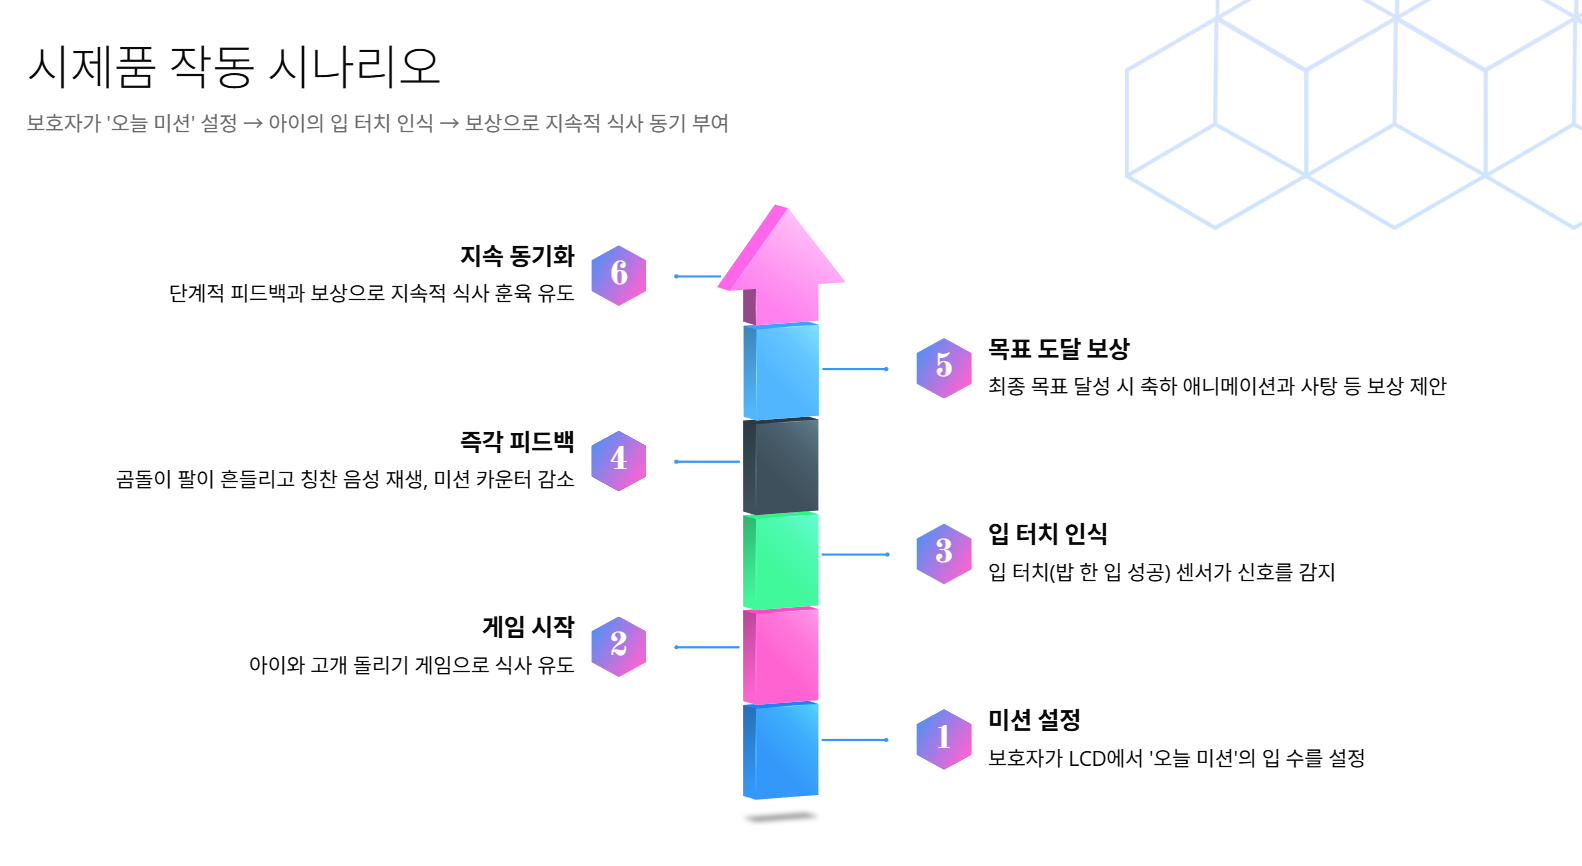 시제품 작동 시나리오
보호자가 '오늘 미션' 설정 → 아이의 입 터치 인식 → 보상으로 지속적 식사 동기 부여
지속 동기화
6
단계적 피드백과 보상으로 지속적 식사 훈육 유도
5
목표 도달 보상
최종 목표 달성 시 축하 애니메이션과 사탕 등 보상 제안
즉각 피드백
4
곰돌이 팔이 흔들리고 칭찬 음성 재생, 미션 카운터 감소
3
입 터치 인식
입 터치(밥 한 입 성공) 센서가 신호를 감지
게임 시작
2
아이와 고개 돌리기 게임으로 식사 유도
1
미션 설정
보호자가 LCD에서 '오늘 미션'의 입 수를 설정